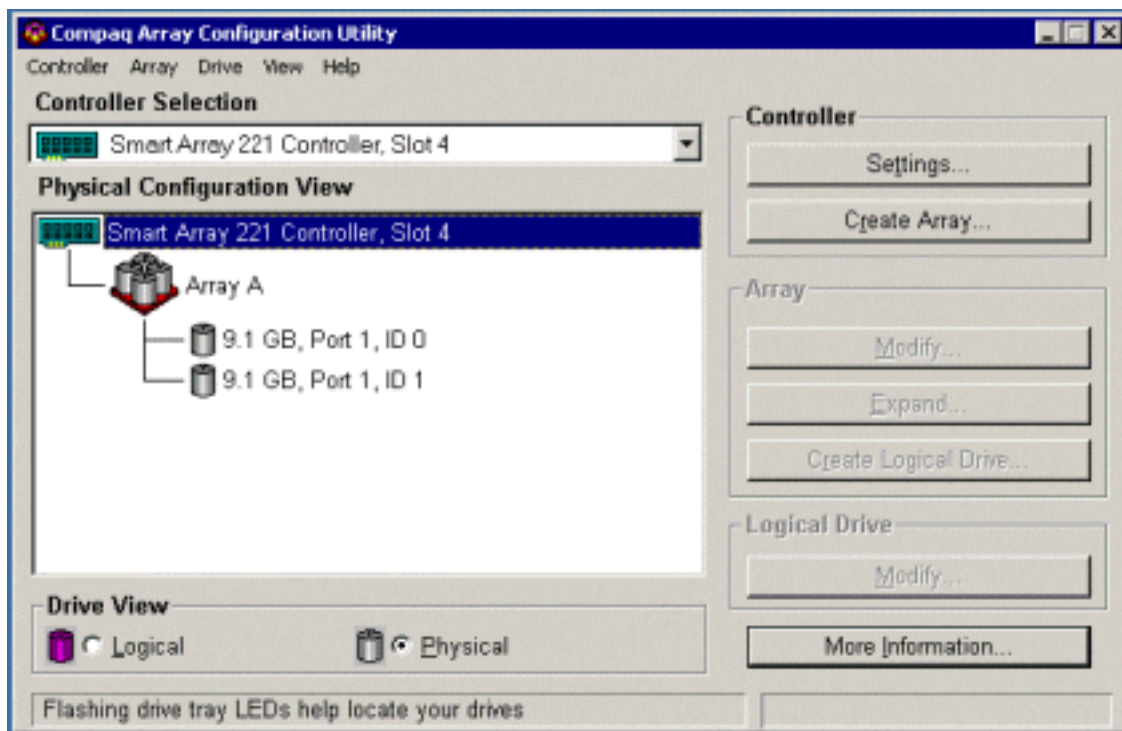 Compaq Array Configuration Utility
Controller Array Drive View Help
Controller Selection
Smart Array 221 Controller, Slot 4
Physical Configuration View
Smart Array 221 Controller, Slot 4
Array A
9.1 GB, Port 1, ID 0
9.1 GB, Port 1, ID 1
Drive View
Logical
Physical
Controller
Settings...
Create Array...
Array
Modify...
Expand...
Create Logical Drive...
Logical Drive
Modify...
More Information...
Flashing drive tray LEDs help locate your drives